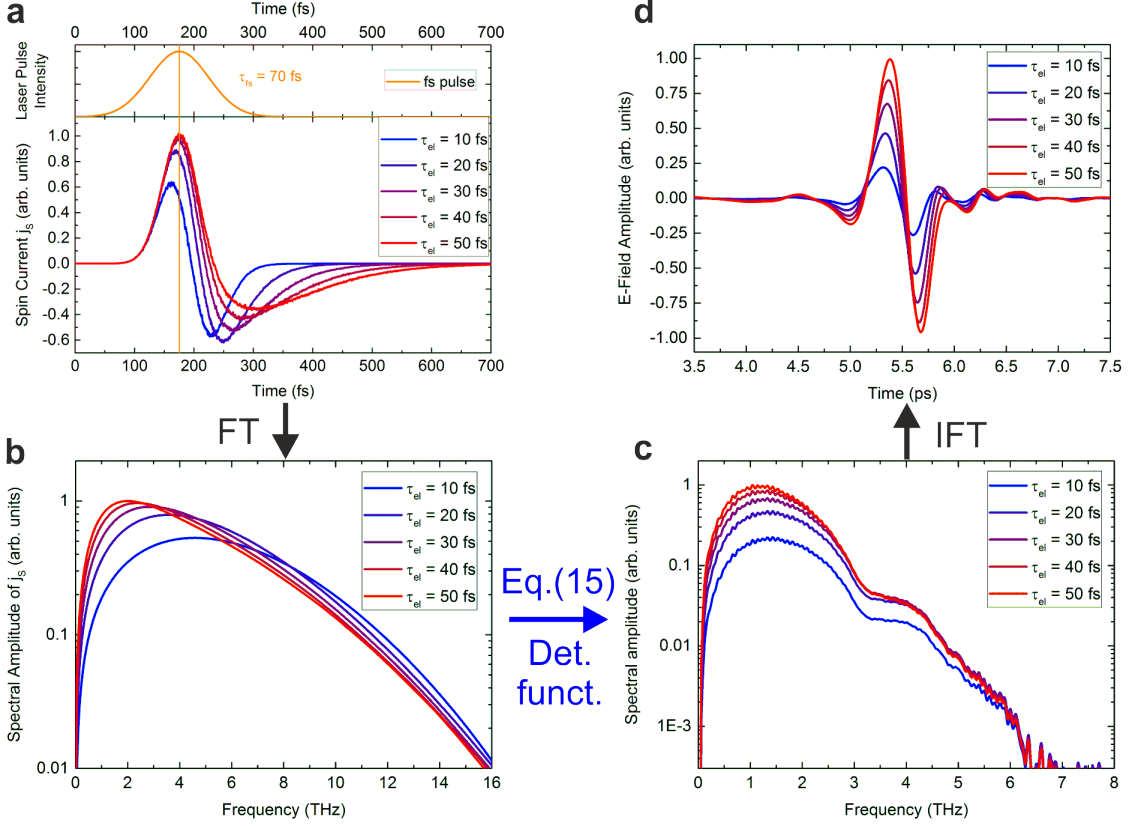 a
Time (fs)
0 100 200 300 400 500 600 700
Laser Pulse
Intensity
τfs = 70 fs
fs pulse
Spin Current jS (arb. units)
1.0
0.8
0.6
0.4
0.2
0.0
-0.2
-0.4
-0.6
τel = 10 fs
τel = 20 fs
τel = 30 fs
τel = 40 fs
τel = 50 fs
0 100 200 300 400 500 600 700
Time (fs)
d
E-Field Amplitude (arb. units)
1.00
0.75
0.50
0.25
0.00
-0.25
-0.50
-0.75
-1.00
τel = 10 fs
τel = 20 fs
τel = 30 fs
τel = 40 fs
τel = 50 fs
3.5 4.0 4.5 5.0 5.5 6.0 6.5 7.0 7.5
Time (ps)
FT
IFT
b
Spectral Amplitude of jS (arb. units)
1
0.1
0.01
τel = 10 fs
τel = 20 fs
τel = 30 fs
τel = 40 fs
τel = 50 fs
0 2 4 6 8 10 12 14 16
Frequency (THz)
Eq.(15)
Det.
funct.
c
Spectral amplitude (arb. units)
1
0.1
0.01
1E-3
τel = 10 fs
τel = 20 fs
τel = 30 fs
τel = 40 fs
τel = 50 fs
0 1 2 3 4 5 6 7 8
Frequency (THz)